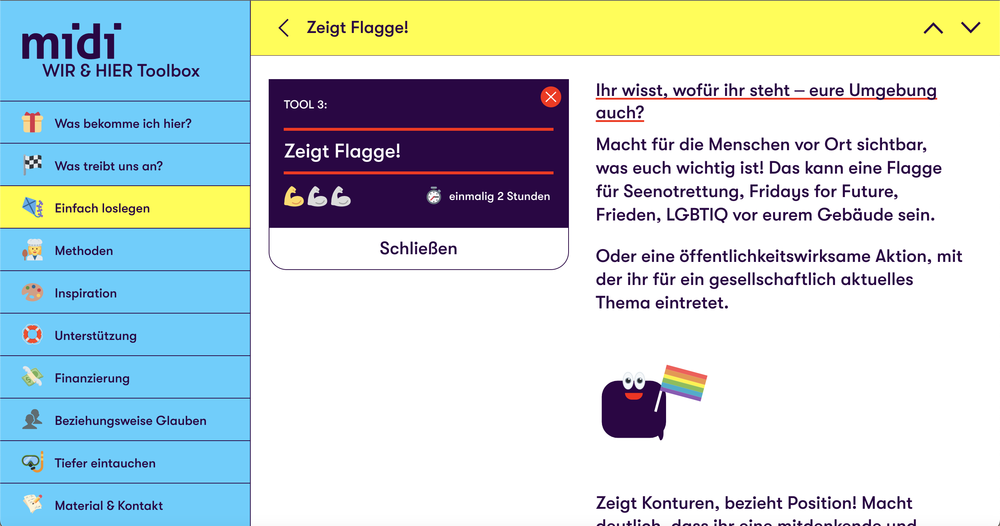 midi
WIR & HIER Toolbox
Was bekomme ich hier?
Was treibt uns an?
Einfach loslegen
Methoden
Inspiration
Unterstützung
Finanzierung
Beziehungsweise Glauben
Tiefer eintauchen
Material & Kontakt
Zeigt Flagge!
TOOL 3:
Zeigt Flagge!
einmalig 2 Stunden
Schließen
Ihr wisst, wofür ihr steht – eure Umgebung
auch?
Macht für die Menschen vor Ort sichtbar,
was euch wichtig ist! Das kann eine Flagge
für Seenotrettung, Fridays for Future,
Frieden, LGBTIQ vor eurem Gebäude sein.
Oder eine öffentlichkeitswirksame Aktion, mit
der ihr für ein gesellschaftlich aktuelles
Thema eintretet.
Zeigt Konturen, bezieht Position! Macht
deutlich, dass ihr eine mitdenkende und